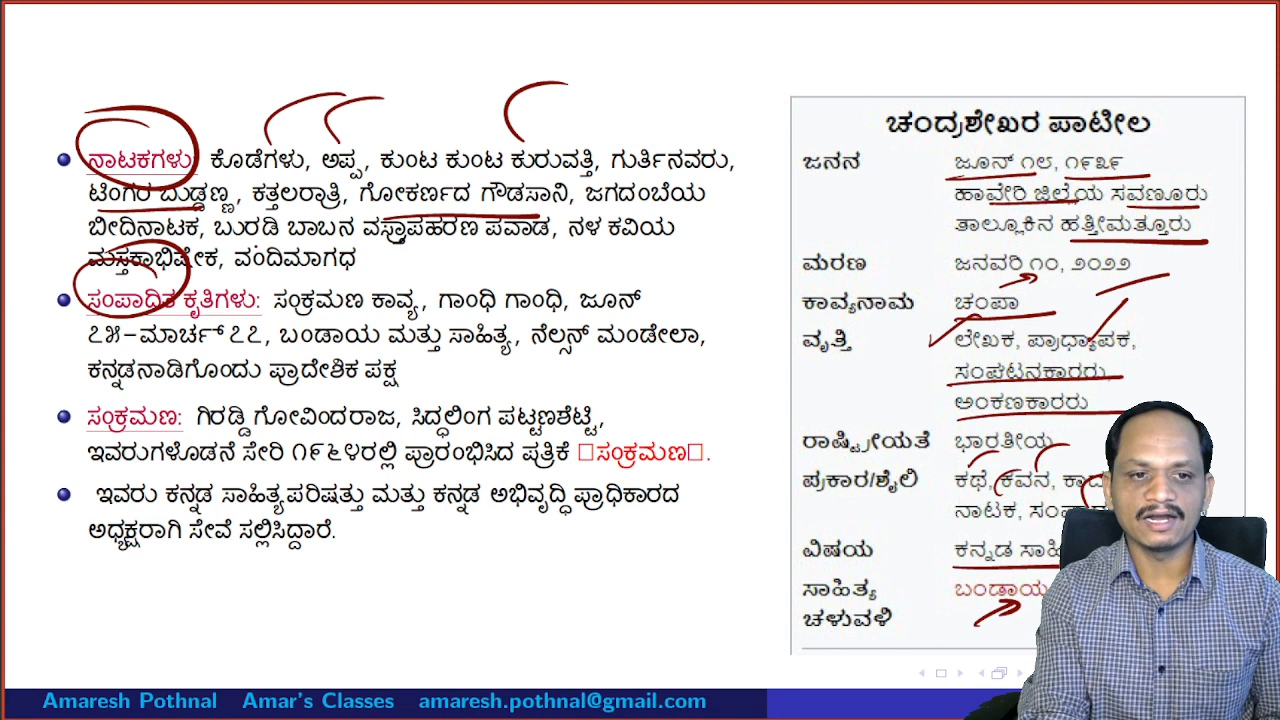 ನಾಟಕಗಳು: ಕೊಡೆಗಳು, ಅಪ್ಪ, ಕುಂಟ ಕುಂಟ ಕುರುವತ್ತಿ, ಗುರ್ತಿನವರು,
ಟಿಂಗರ ಬುಡ್ಡಣ್ಣ, ಕತ್ತಲರಾತ್ರಿ, ಗೋಕರ್ಣದ ಗೌಡಸಾನಿ, ಜಗದಂಬೆಯ
ಬೀದಿನಾಟಕ, ಬುರಡಿ ಬಾಬನ ವಸ್ತ್ರಾಪಹರಣ ಪವಾಡ, ನಳ ಕವಿಯ
ಮಸ್ತಕಾಭಿಷೇಕ, ವಂದಿಮಾಗಧ
ಸಂಪಾದಿತ ಕೃತಿಗಳು: ಸಂಕ್ರಮಣ ಕಾವ್ಯ, ಗಾಂಧಿ ಗಾಂಧಿ, ಜೂನ್
೭೫-ಮಾರ್ಚ್ ೭೭, ಬಂಡಾಯ ಮತ್ತು ಸಾಹಿತ್ಯ, ನೆಲ್ಸನ್ ಮಂಡೇಲಾ,
ಕನ್ನಡನಾಡಿಗೊಂದು ಪ್ರಾದೇಶಿಕ ಪಕ್ಷ
ಸಂಕ್ರಮಣ: ಗಿರಡ್ಡಿ ಗೋವಿಂದರಾಜ, ಸಿದ್ಧಲಿಂಗ ಪಟ್ಟಣಶೆಟ್ಟಿ,
ಇವರುಗಳೊಡನೆ ಸೇರಿ ೧೯೬೪ರಲ್ಲಿ ಪ್ರಾರಂಭಿಸಿದ ಪತ್ರಿಕೆ ▯ಸಂಕ್ರಮಣ▯.
ಇವರು ಕನ್ನಡ ಸಾಹಿತ್ಯಪರಿಷತ್ತು ಮತ್ತು ಕನ್ನಡ ಅಭಿವೃದ್ಧಿ ಪ್ರಾಧಿಕಾರದ
ಅಧ್ಯಕ್ಷರಾಗಿ ಸೇವೆ ಸಲ್ಲಿಸಿದ್ದಾರೆ.
ಚಂದ್ರಶೇಖರ ಪಾಟೀಲ
ಜನನ ಜೂನ್ ೧೮, ೧೯೩೯
ಹಾವೇರಿ ಜಿಲ್ಲೆಯ ಸವಣೂರು
ತಾಲ್ಲೂಕಿನ ಹತ್ತೀಮತ್ತೂರು
ಮರಣ ಜನವರಿ ೧೦, ೨೦೨೨
ಕಾವ್ಯನಾಮ ಚಂಪಾ
ವೃತ್ತಿ ಲೇಖಕ, ಪ್ರಾಧ್ಯಾಪಕ,
ಸಂಘಟನಕಾರರು,
ಅಂಕಣಕಾರರು
ರಾಷ್ಟ್ರೀಯತೆ ಭಾರತೀಯ
ಪ್ರಕಾರ/ಶೈಲಿ ಕಥೆ, ಕವನ,
ನಾಟಕ,
ವಿಷಯ ಕನ್ನಡ
ಸಾಹಿತ್ಯ ಬಂಡಾಯ
ಚಳುವಳಿ
Amaresh Pothnal Amar's Classes amaresh.pothnal@gmail.com